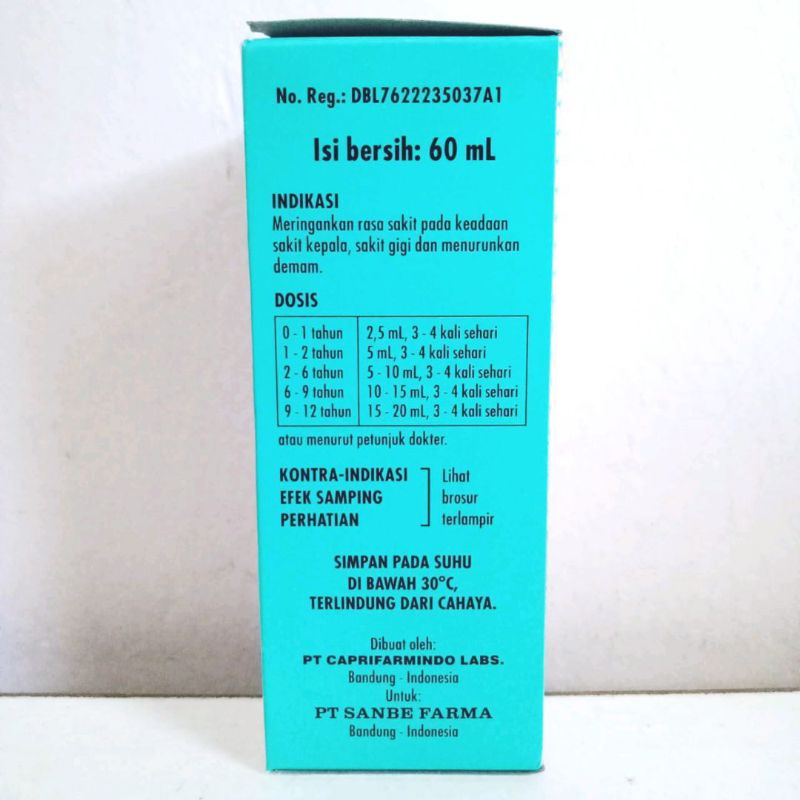 No. Reg.: DBL7622235037A1
Isi bersih: 60 mL
INDIKASI
Meringankan rasa sakit pada keadaan
sakit kepala, sakit gigi dan menurunkan
demam.
DOSIS
0 - 1 tahun 2,5 mL, 3 - 4 kali sehari
1 - 2 tahun 5 mL, 3 - 4 kali sehari
2 - 6 tahun 5 - 10 mL, 3 - 4 kali sehari
6 - 9 tahun 10 - 15 mL, 3 - 4 kali sehari
9 - 12 tahun 15 - 20 mL, 3 - 4 kali sehari
atau menurut petunjuk dokter.
KONTRA-INDIKASI Lihat
EFEK SAMPING brosur
PERHATIAN terlampir
SIMPAN PADA SUHU
DI BAWAH 30°C,
TERLINDUNG DARI CAHAYA.
Dibuat oleh:
PT CAPRIFARMINDO LABS.
Bandung - Indonesia
Untuk:
PT SANBE FARMA
Bandung - Indonesia